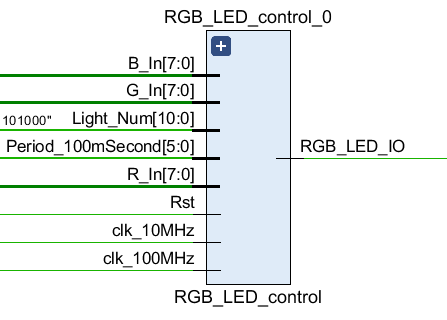 RGB_LED_control_0
B_In[7:0]
G_In[7:0]
101000" Light_Num[10:0]
Period_100mSecond[5:0]
RGB_LED_IO
R_In[7:0]
Rst
clk_10MHz
clk_100MHz
RGB_LED_control